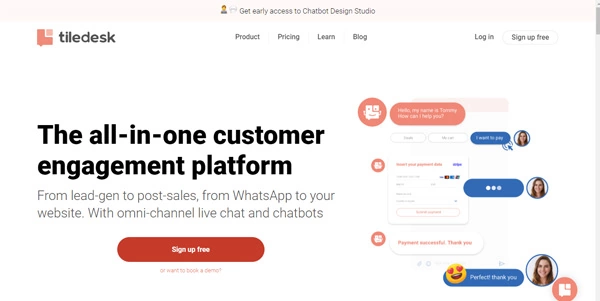 Get early access to Chatbot Design Studio
tiledesk
Product
Pricing
Learn
Blog
Log in
Sign up free
The all-in-one customer
engagement platform
From lead-gen to post-sales, from WhatsApp to your
website. With omni-channel live chat and chatbots
Sign up free
or want to book a demo?
Hello, my name is Tommy.
How can I help you?
I want to pay
Insert your payment data
stripe
Payment successful. Thank you
Perfect! thank you